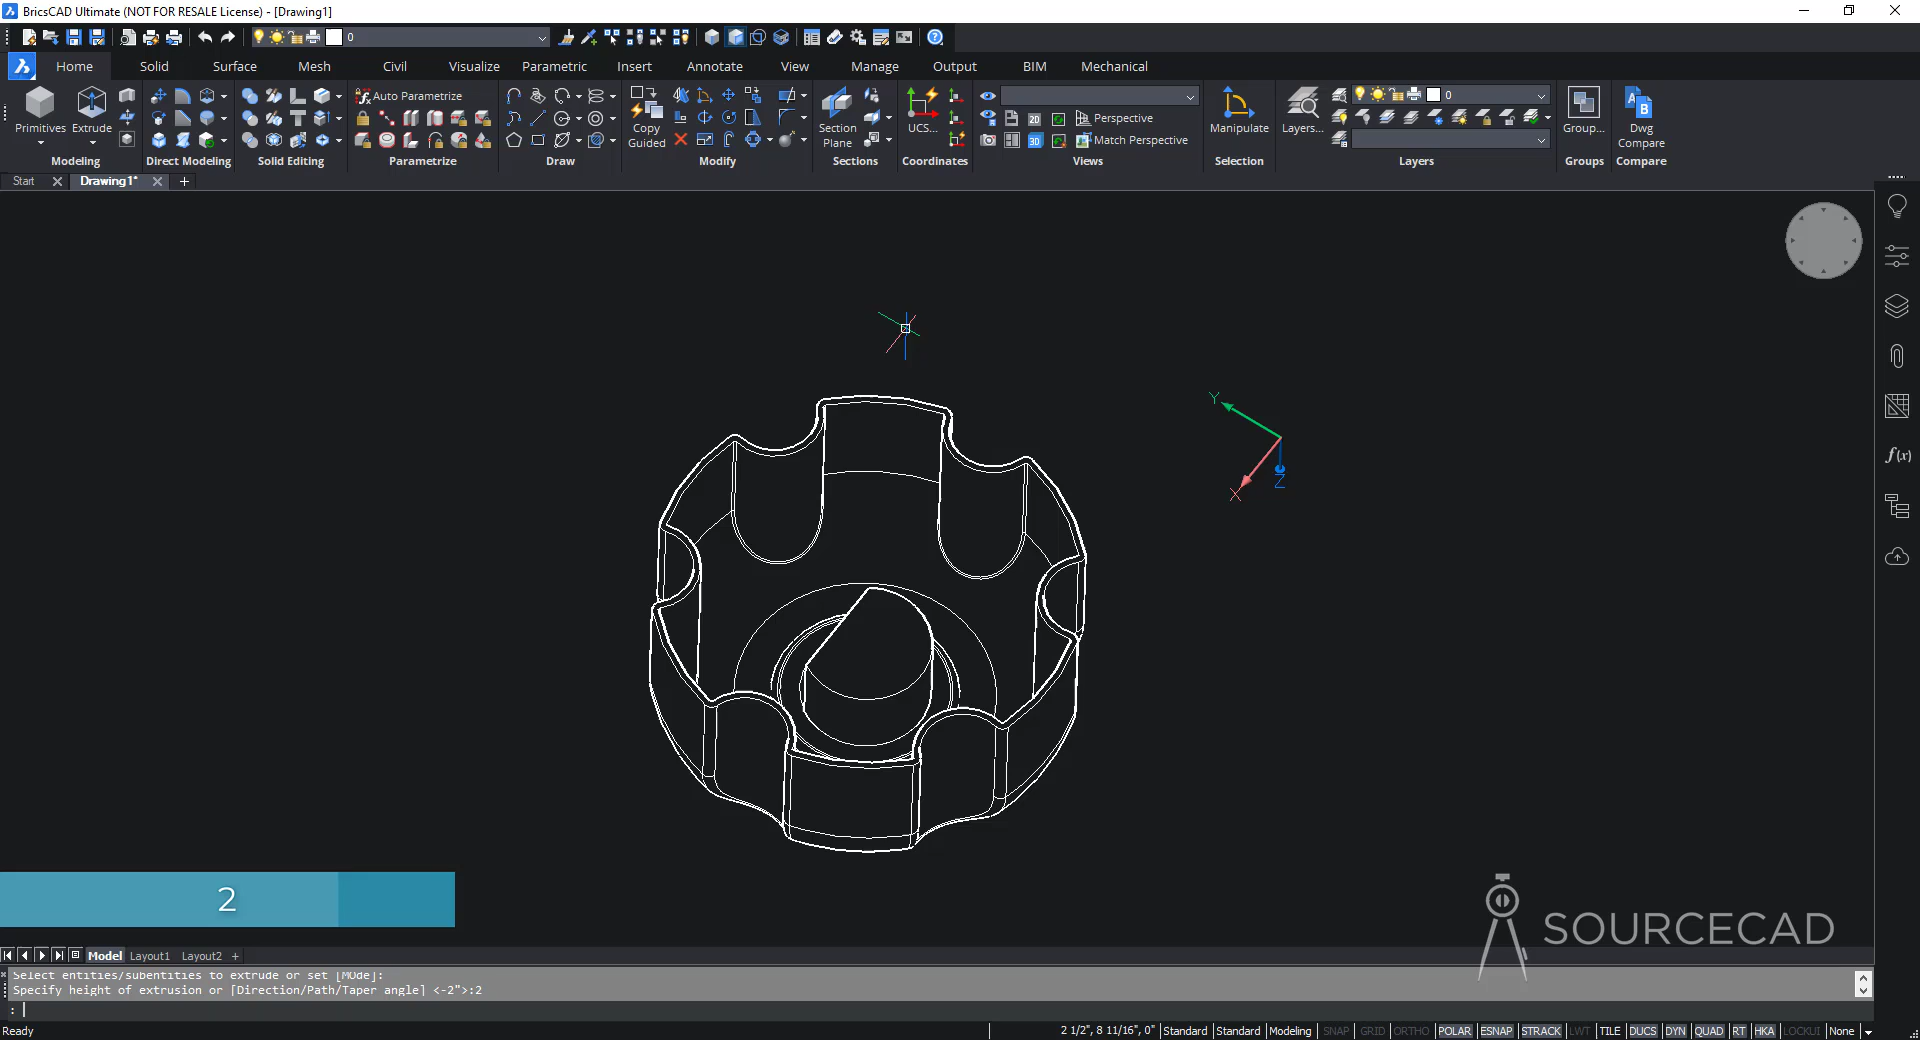 BricsCAD Ultimate (NOT FOR RESALE License) - [Drawing1]
0
Home Solid Surface Mesh Civil Visualize Parametric Insert Annotate View Manage Output BIM Mechanical
Auto Parametrize
0
Perspective
Match Perspective
20
3D
Primitives Extrude
Copy
Guided
Section
Plane
UCS...
Manipulate
Layers...
Group...
Dwg
Compare
Modeling Direct Modeling Solid Editing Parametrize Draw Modify Sections Coordinates Views Selection Layers Groups Compare
Start Drawing1* +
Y
X
Z
f(x)
2
SOURCECAD
Model Layout1 Layout2 +
Select entities/subentities to extrude or set [MOde]:
Specify height of extrusion or [Direction/Path/Taper angle] <-2">:2
:
Ready
2 1/2", 8 11/16", 0" Standard Standard Modeling SNAP GRID ORTHO POLAR ESNAP STRACK LWT TILE DUCS DYN QUAD RT HKA LOCKUI None